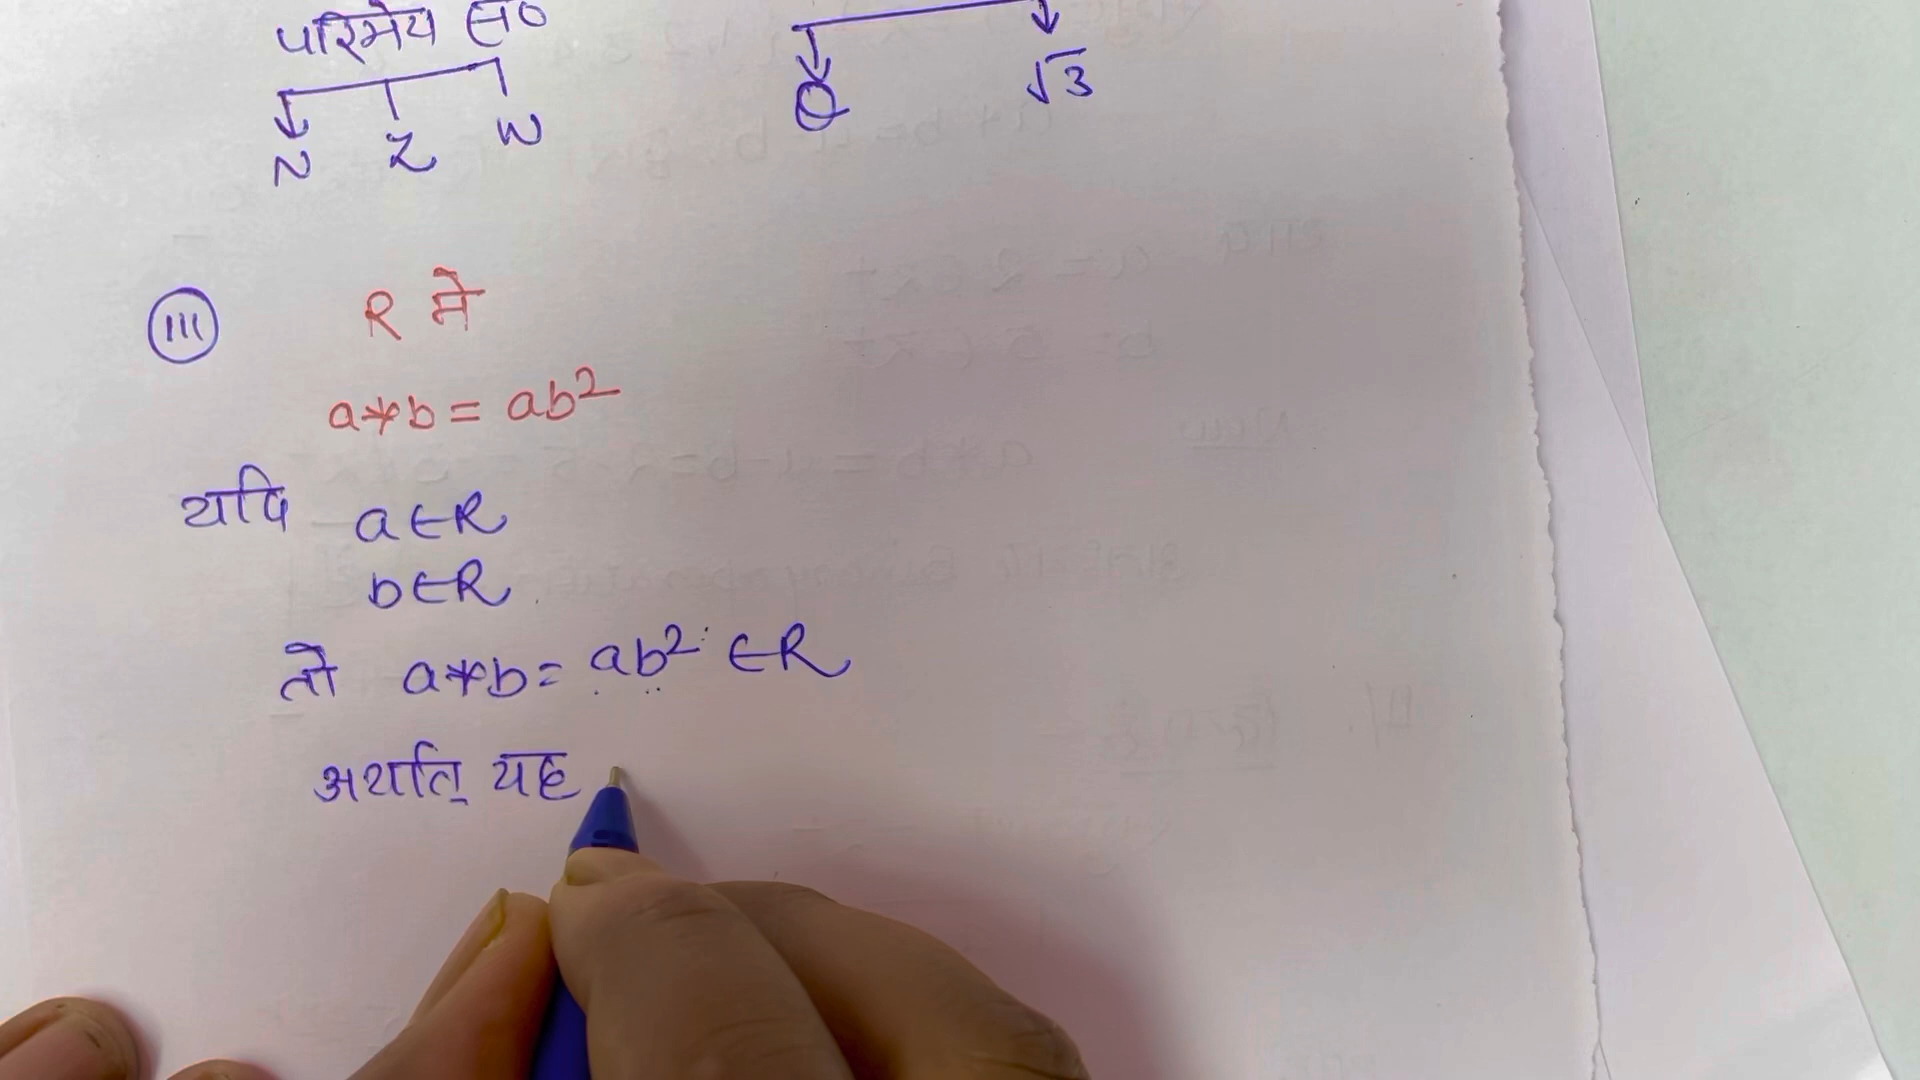 परिमेय सं०
N Z W
Q √3
(III) R में
a*b = ab²
यदि a∈R
b∈R
तो a*b = ab² ∈R
अर्थात् यह